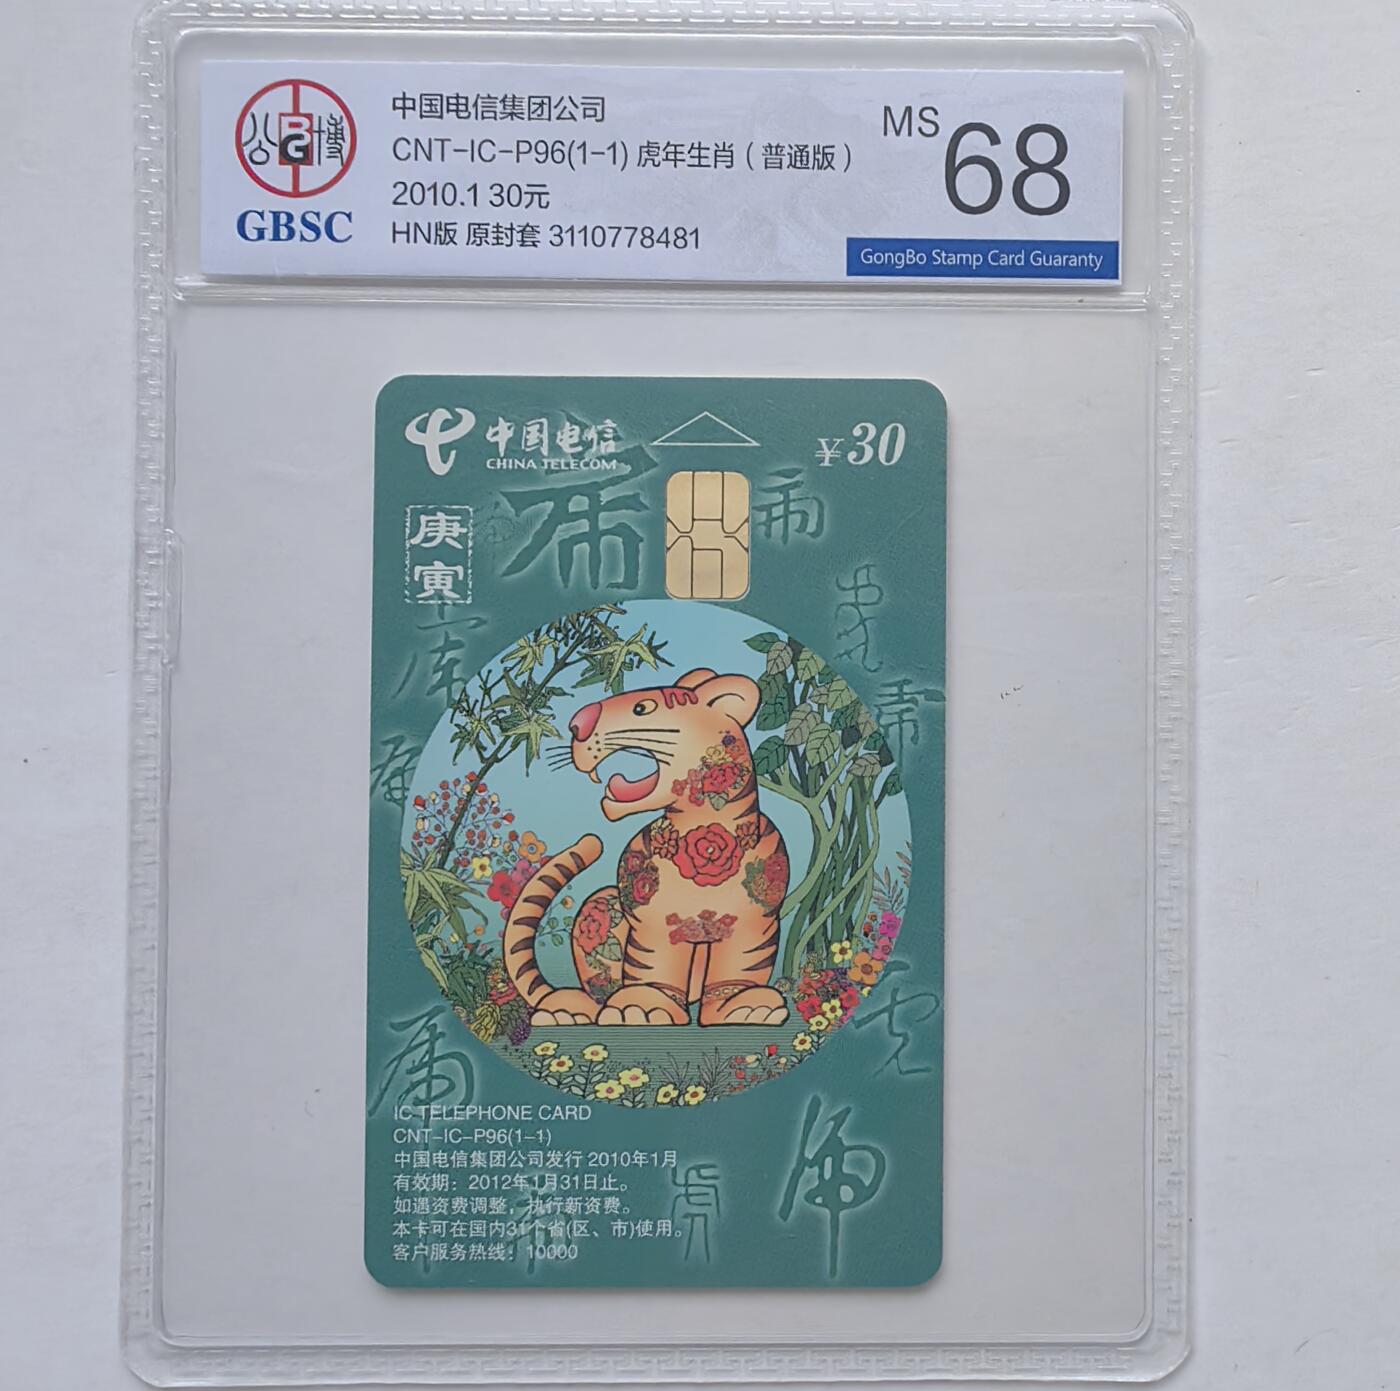 公 BG 博
GBSC
中国电信集团公司
CNT-IC-P96(1-1) 虎年生肖(普通版)
2010.1 30元
HN版 原封套 3110778481
MS 68
GongBo Stamp Card Guaranty
中国电信
CHINA TELECOM
¥30
庚
寅
IC TELEPHONE CARD
CNT-IC-P96(1-1)
中国电信集团公司发行 2010年1月
有效期：2012年1月31日止。
如遇资费调整，执行新资费。
本卡可在国内31个省(区、市)使用。
客户服务热线：10000